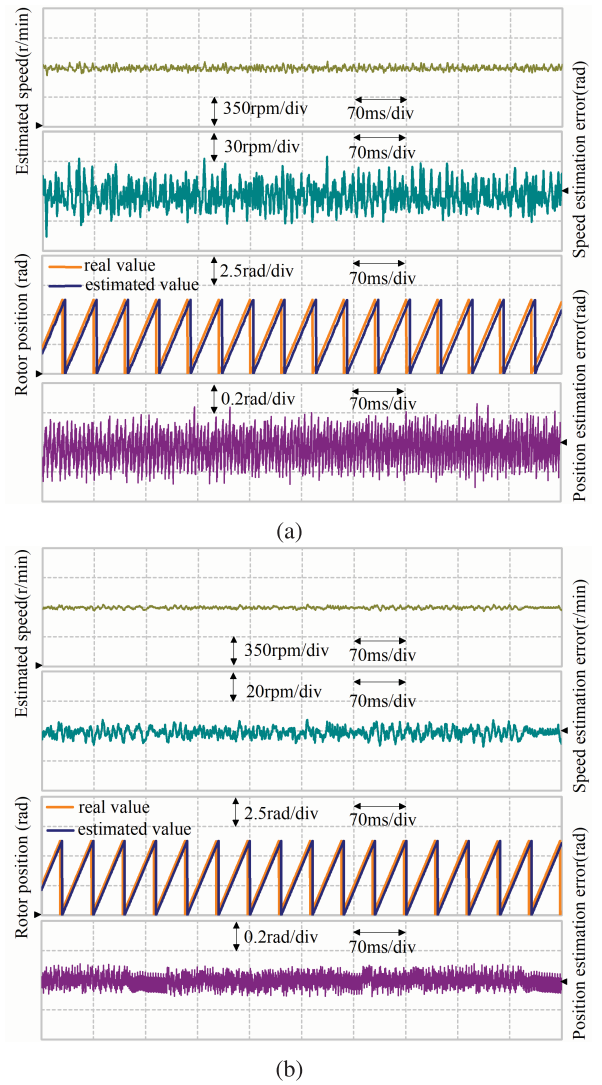 Estimated speed(r/min)
350rpm/div
70ms/div
30rpm/div
70ms/div
Speed estimation error(rad)
real value
estimated value
2.5rad/div
70ms/div
Rotor position (rad)
0.2rad/div
70ms/div
Position estimation error(rad)
(a)
Estimated speed(r/min)
350rpm/div
70ms/div
20rpm/div
70ms/div
Speed estimation error(r/min)
real value
estimated value
2.5rad/div
70ms/div
Rotor position (rad)
0.2rad/div
70ms/div
Position estimation error(rad)
(b)